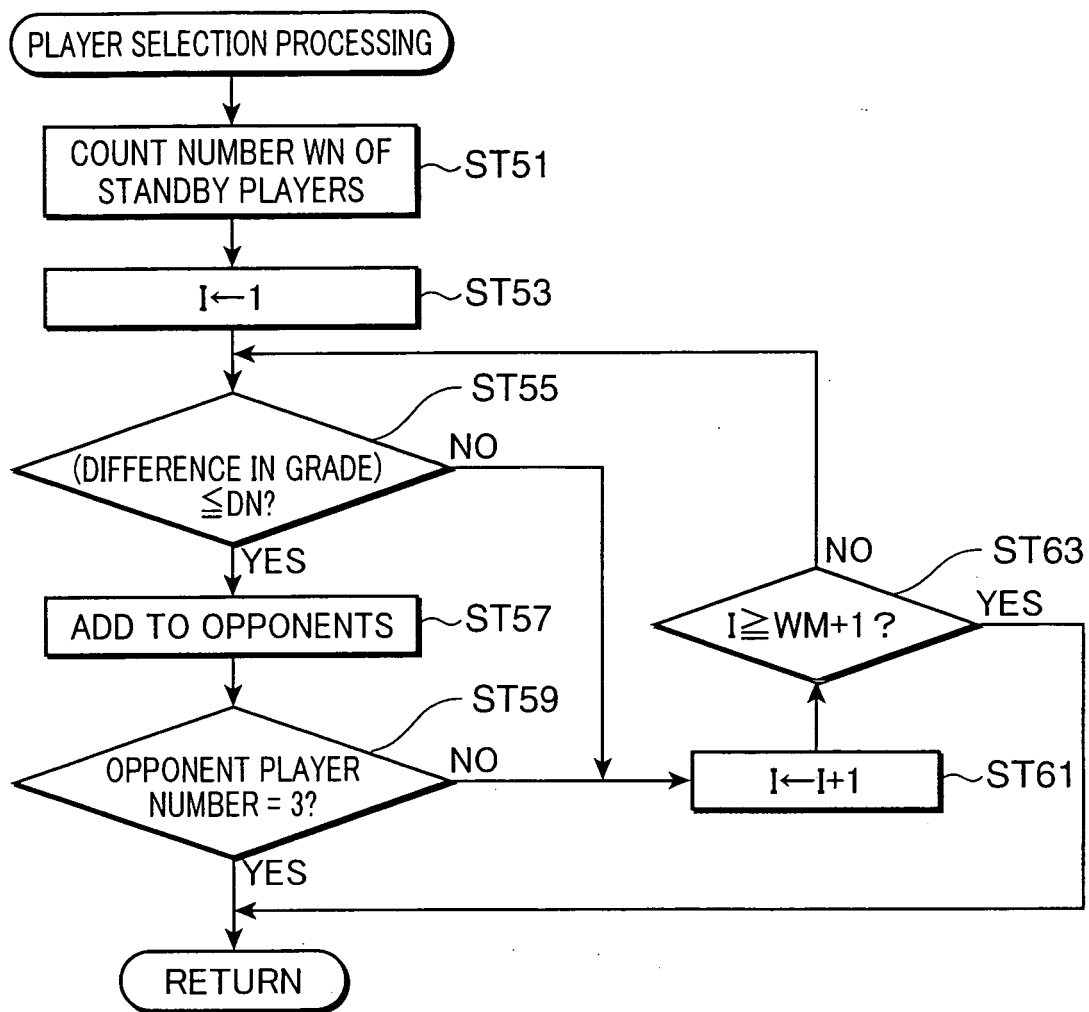 PLAYER SELECTION PROCESSING
COUNT NUMBER WN OF
STANDBY PLAYERS
ST51
I←1
ST53
ST55
(DIFFERENCE IN GRADE)
≦DN?
NO
YES
ADD TO OPPONENTS
ST57
ST59
OPPONENT PLAYER
NUMBER = 3?
NO
YES
I←I+1
ST61
NO
ST63
I≧WM+1?
YES
RETURN